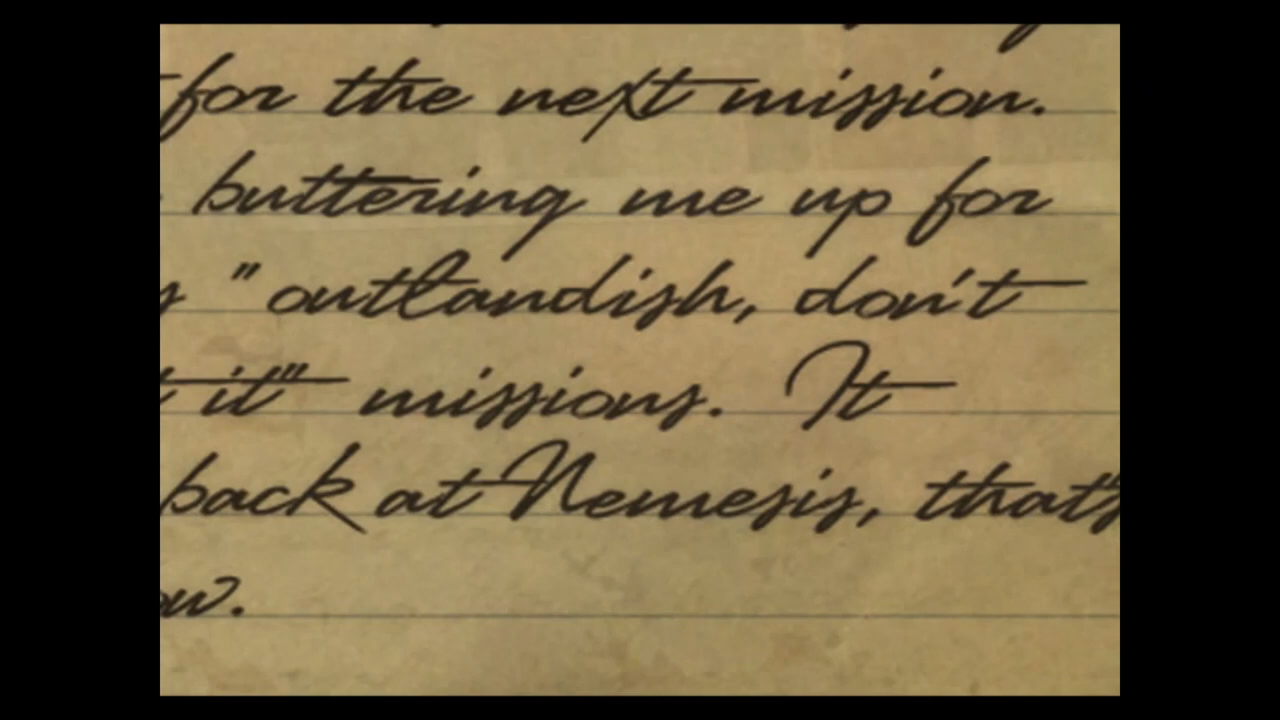 for the next mission.
buttering me up for
"outlandish, don't
it" missions. It
back at Nemesis, that's